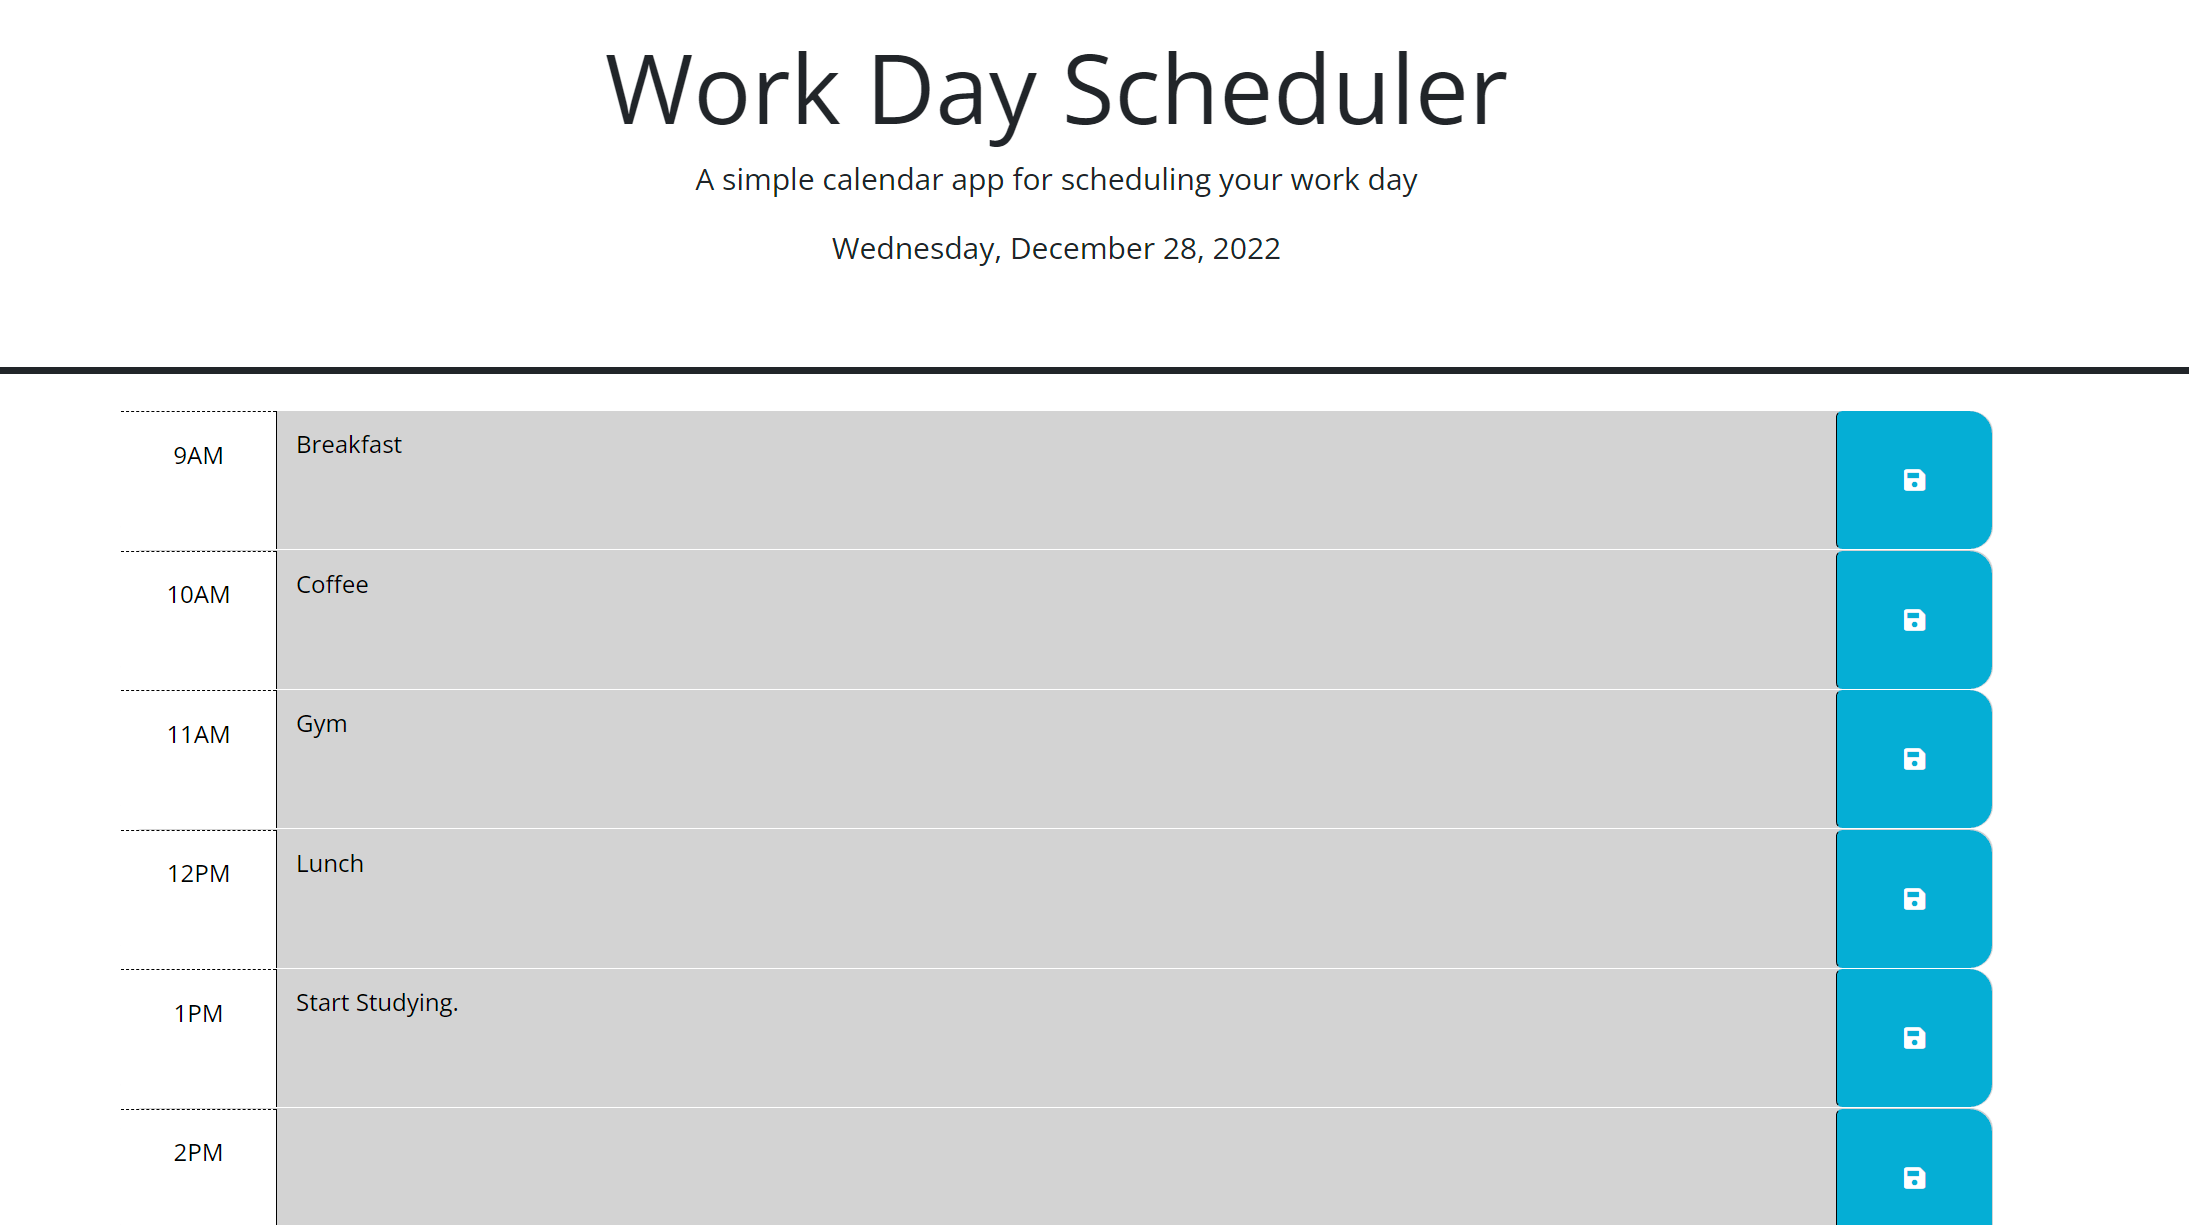 Work Day Scheduler
A simple calendar app for scheduling your work day
Wednesday, December 28, 2022
9AM
Breakfast
10AM
Coffee
11AM
Gym
12PM
Lunch
1PM
Start Studying.
2PM